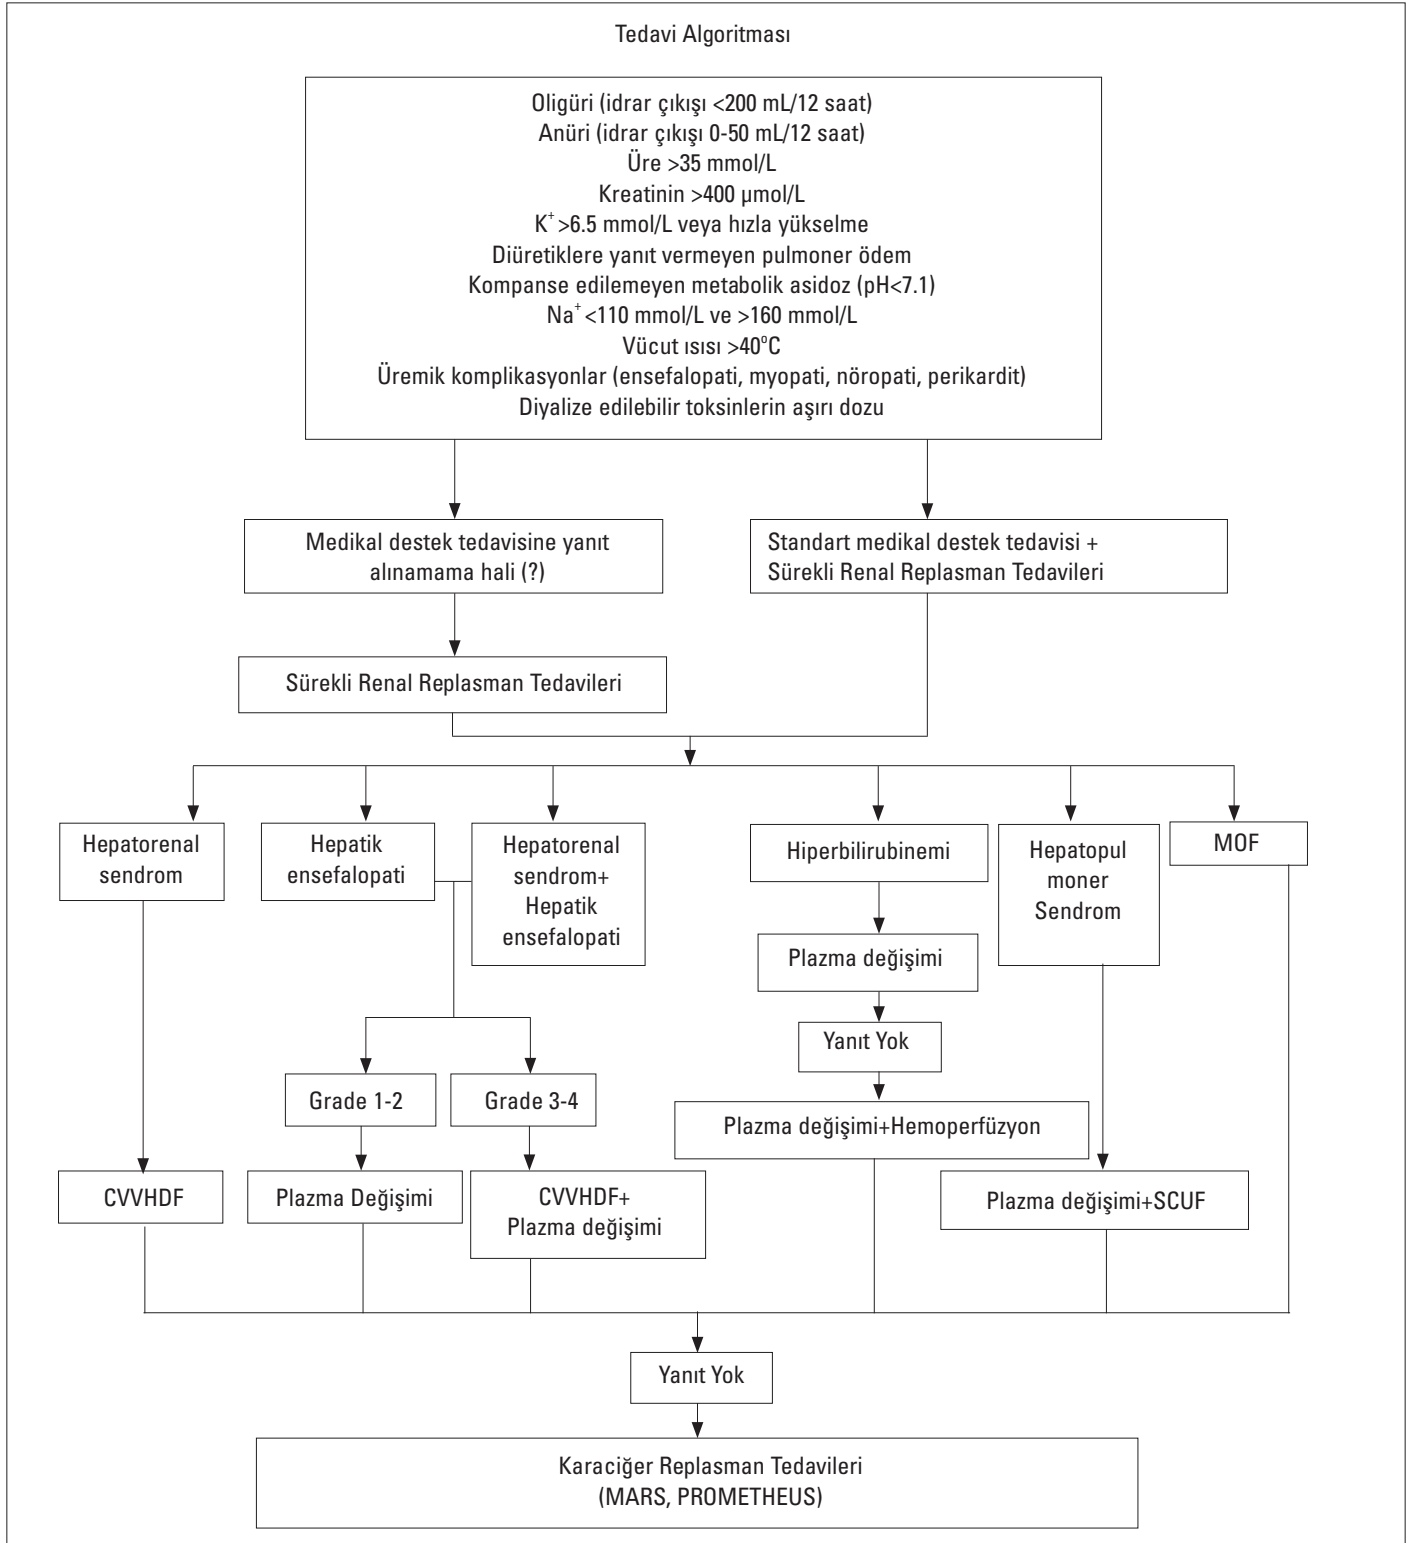 Tedavi Algoritması
Oligüri (idrar çıkışı <200 mL/12 saat)
Anüri (idrar çıkışı 0-50 mL/12 saat)
Üre >35 mmol/L
Kreatinin >400 µmol/L
K⁺ >6.5 mmol/L veya hızla yükselme
Diüretiklere yanıt vermeyen pulmoner ödem
Kompanse edilemeyen metabolik asidoz (pH<7.1)
Na⁺ <110 mmol/L ve >160 mmol/L
Vücut ısısı >40ºC
Üremik komplikasyonlar (ensefalopati, myopati, nöropati, perikardit)
Diyalize edilebilir toksinlerin aşırı dozu
Medikal destek tedavisine yanıt
alınamama hali (?)
Standart medikal destek tedavisi +
Sürekli Renal Replasman Tedavileri
Sürekli Renal Replasman Tedavileri
Hepatorenal
sendrom
Hepatik
ensefalopati
Hepatorenal
sendrom+
Hepatik
ensefalopati
Hiperbilirubinemi
Hepatopul
moner
Sendrom
MOF
Plazma değişimi
Yanıt Yok
Grade 1-2
Grade 3-4
Plazma değişimi+Hemoperfüzyon
CVVHDF
Plazma Değişimi
CVVHDF+
Plazma değişimi
Plazma değişimi+SCUF
Yanıt Yok
Karaciğer Replasman Tedavileri
(MARS, PROMETHEUS)